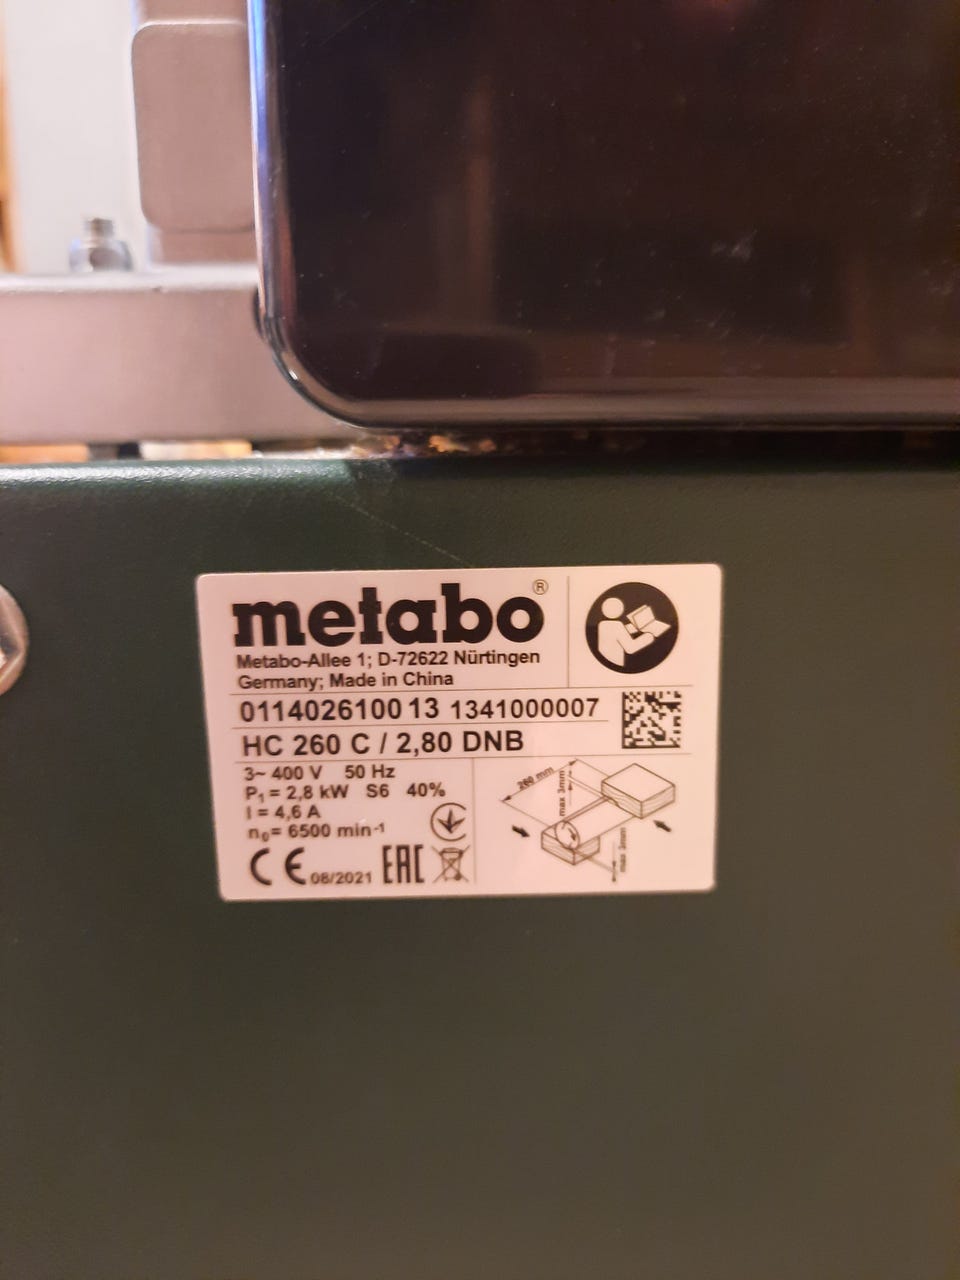 metabo®
Metabo-Allee 1; D-72622 Nürtingen
Germany; Made in China
0114026100 13 1341000007
HC 260 C / 2,80 DNB
3~ 400 V 50 Hz
P₁ = 2,8 kW S6 40%
I = 4,6 A
n₀= 6500 min⁻¹
CE 08/2021 EAC
260 mm
max 3mm
max 3mm